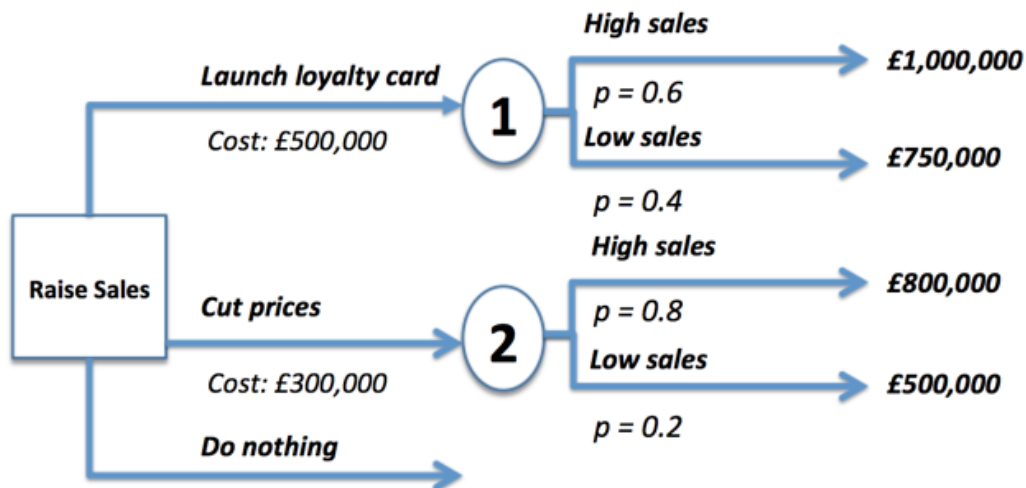 High sales
£1,000,000
Launch loyalty card
p = 0.6
1
Cost: £500,000
Low sales
£750,000
p = 0.4
High sales
Raise Sales
£800,000
Cut prices
p = 0.8
2
Low sales
Cost: £300,000
£500,000
p = 0.2
Do nothing